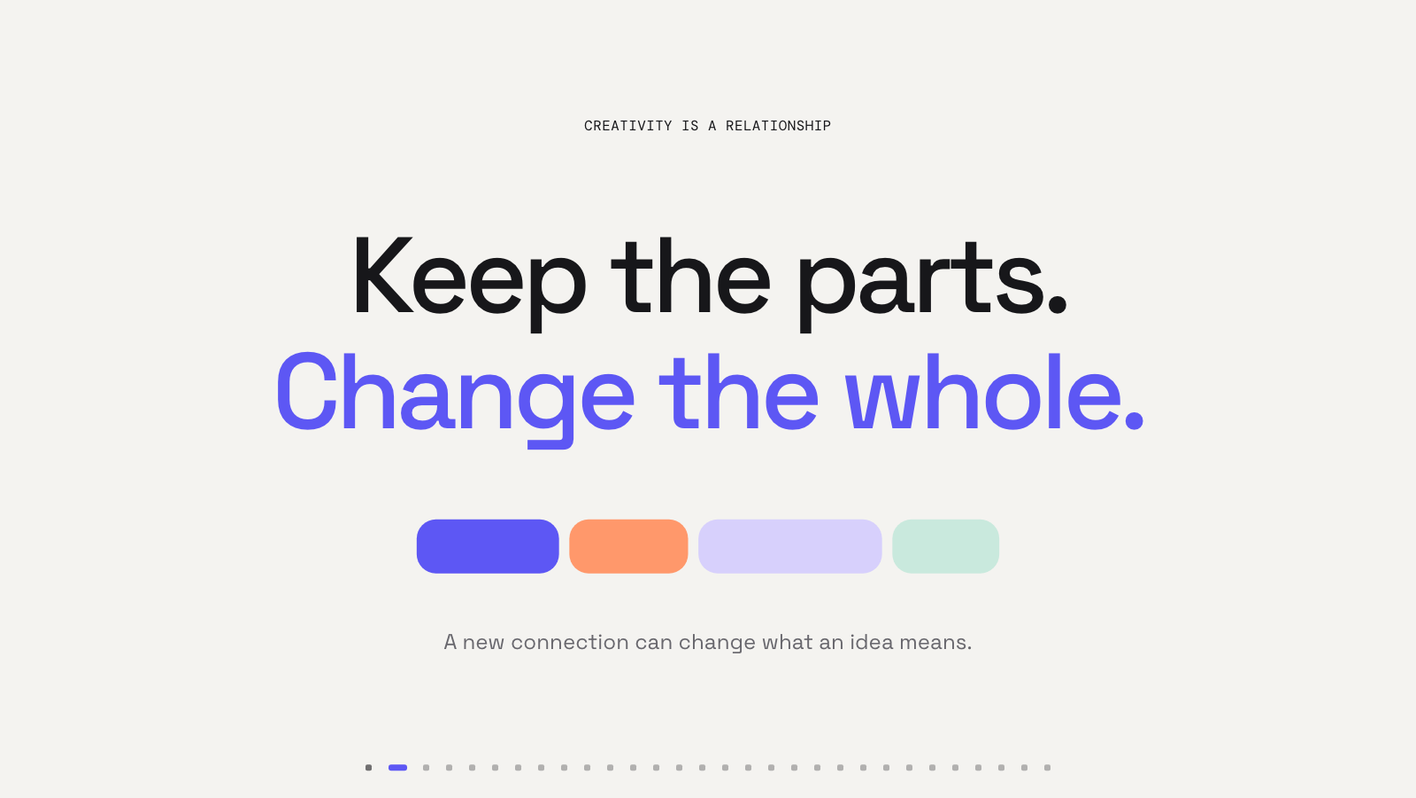 CREATIVITY IS A RELATIONSHIP
Keep the parts.
Change the whole.
A new connection can change what an idea means.